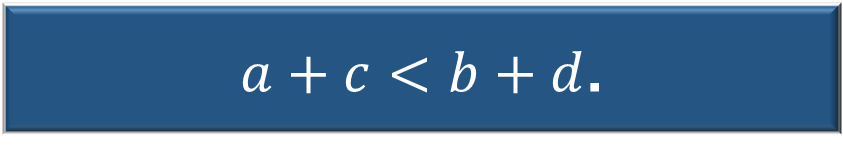 a + c < b + d.